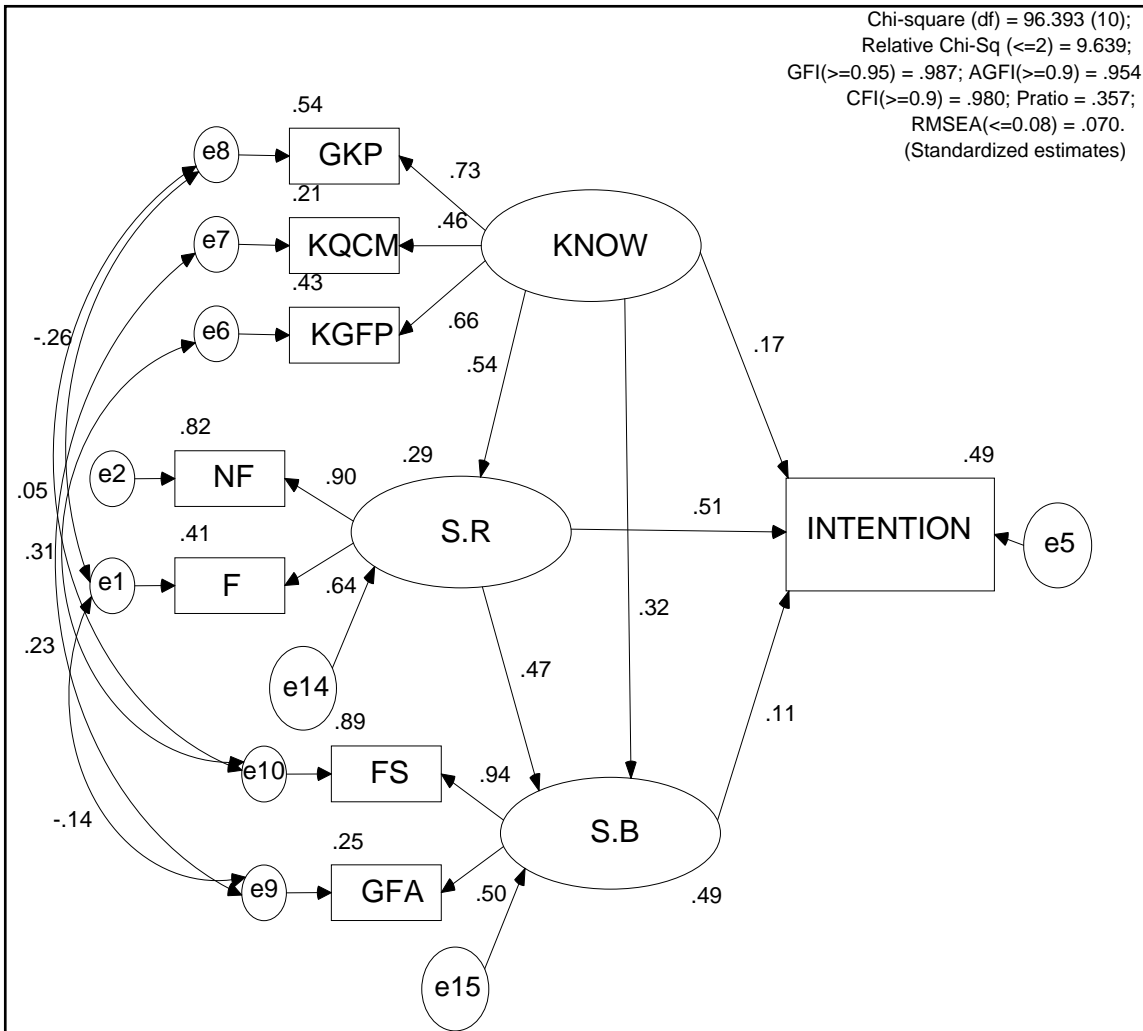 Chi-square (df) = 96.393 (10);
Relative Chi-Sq (<=2) = 9.639;
GFI(>=0.95) = .987; AGFI(>=0.9) = .954
CFI(>=0.9) = .980; Pratio = .357;
RMSEA(<=0.08) = .070.
(Standardized estimates)
.54
e8
GKP
.73
.21
e7
KQCM
.46
KNOW
.43
e6
KGFP
.66
-.26
.54
.17
.82
e2
NF
.90
.29
.49
.05
S.R
.51
INTENTION
e5
.41
.31
e1
F
.64
.32
.23
e14
.47
.89
.11
e10
FS
.94
-.14
S.B
.25
e9
GFA
.50
.49
e15